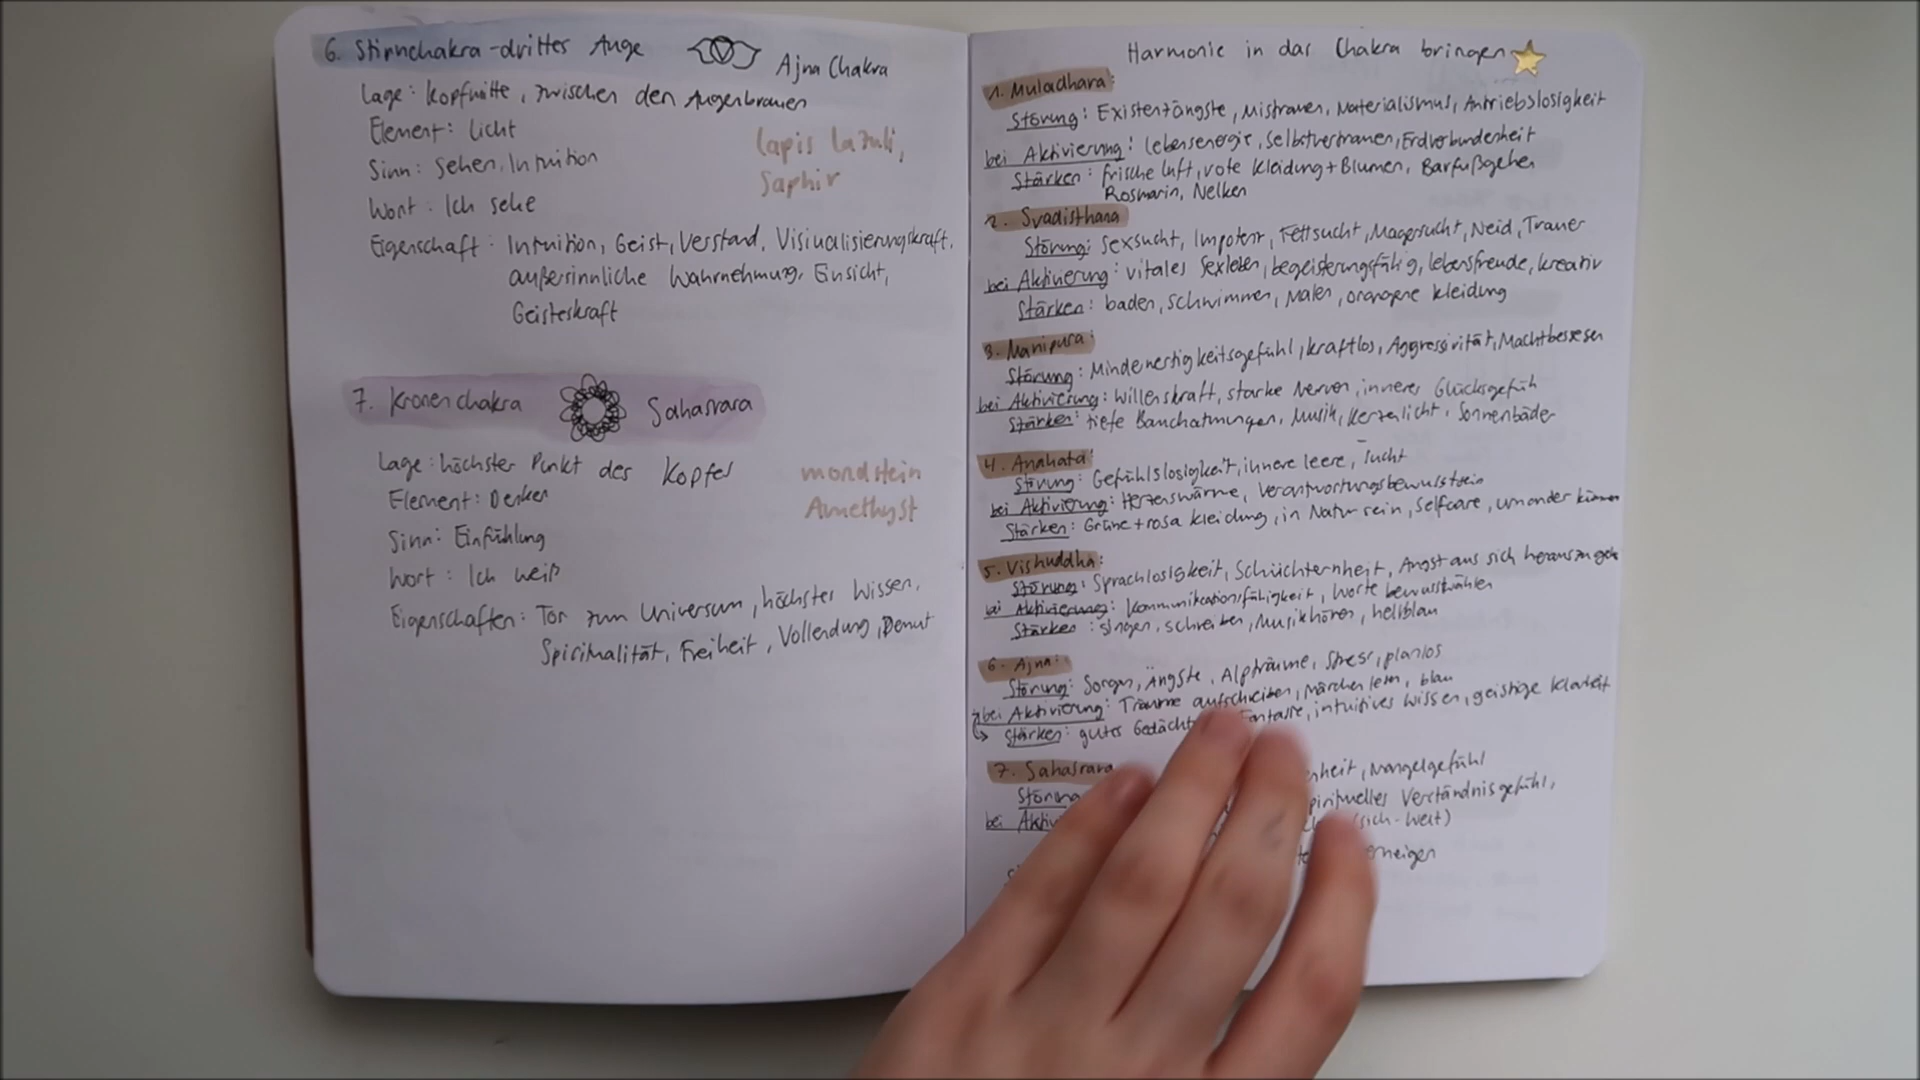 6. Stirnchakra - drittes Auge
Ajna Chakra
Lage: Kopfmitte, zwischen den Augenbrauen
Element: Licht
Sinn: Sehen, Intuition
Wort: Ich sehe
lapis lazuli,
Saphir
Eigenschaft: Intuition, Geist, Verstand, Visiualisierungskraft,
außersinnliche Wahrnehmung, Einsicht,
Geisteskraft
7. Kronenchakra Sahasrara
Lage: höchster Punkt des Kopfes
Element: Denken
Sinn: Einfühlung
Wort: Ich weiß
mondstein
Amethyst
Eigenschaften: Tor zum Universum, höchstes Wissen,
Spiritualität, Freiheit, Vollendung, Demut
Harmonie in das Chakra bringen
1. Muladhara:
Störung: Existenzängste, Mistrauen, Materialismus, Antriebslosigkeit
bei Aktivierung: Lebensenergie, Selbstvertrauen, Erdverbundenheit
Stärken: frische Luft, rote Kleidung + Blumen, Barfußgehen
Rosmarin, Nelken
2. Svadisthana
Störung: Sexsucht, Impotenz, Fettsucht, Magersucht, Neid, Trauer
bei Aktivierung: vitales Sexleben, begeisterungsfähig, lebensfreude, kreativ
Stärken: baden, schwimmen, Malen, orangene Kleidung
3. Manipura:
Störung: Minderwertigkeitsgefühl, kraftlos, Aggressivität, Machtbesessen
bei Aktivierung: Willenskraft, starke Nerven, inneres Glücksgefühl
Stärken: tiefe Bauchatmungen, Musik, Kerzenlicht, Sonnenbäder
4. Anahata:
Störung: Gefühlslosigkeit, innere leere, Sucht
bei Aktivierung: Herzenswärme, Verantwortungsbewusstsein
Stärken: Grüne + rosa Kleidung, in Natur sein, Selfcare,
5. Vishuddha:
Störung: Sprachlosigkeit, Schüchternheit, Angst aus sich herauszugehen
bei Aktivierung: Kommunikationsfähigkeit, Worte bewusst wählen
Stärken: singen, schreiben, Musik hören, hellblau
6. Ajna:
Störung: Sorgen, Ängste, Alpträume, Stress, planlos
bei Aktivierung: Träume aufschreiben, Märchen lesen, blau
Stärken: gutes Gedächt intuitives Wissen, geistige Klarheit
7. Sahasrara
Störung Mangelgefühl
bei Aktivi Verständnisgefühl,
(sich-Welt)